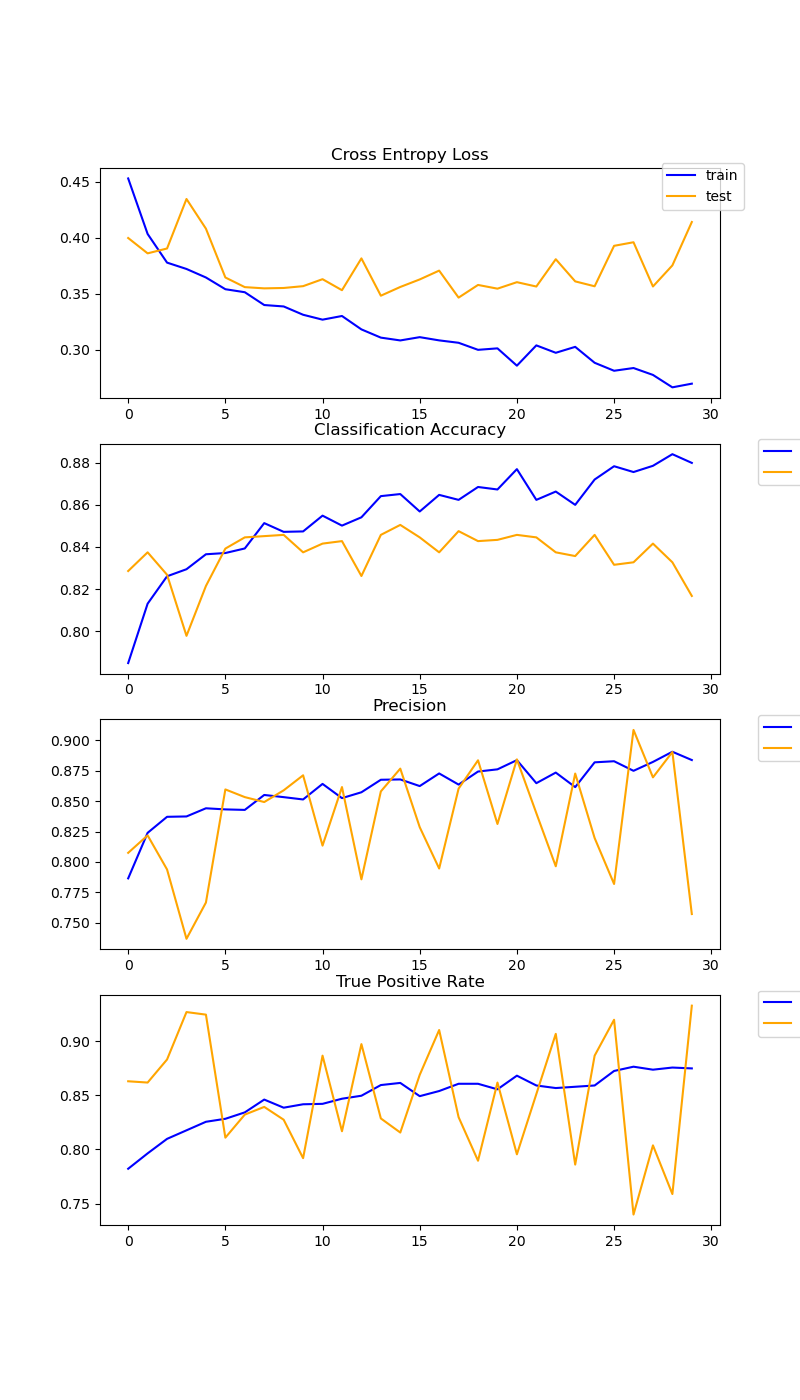 Cross Entropy Loss
train
test
0.45
0.40
0.35
0.30
0 5 10 15 20 25 30
Classification Accuracy
0.88
0.86
0.84
0.82
0.80
0 5 10 15 20 25 30
Precision
0.900
0.875
0.850
0.825
0.800
0.775
0.750
0 5 10 15 20 25 30
True Positive Rate
0.90
0.85
0.80
0.75
0 5 10 15 20 25 30